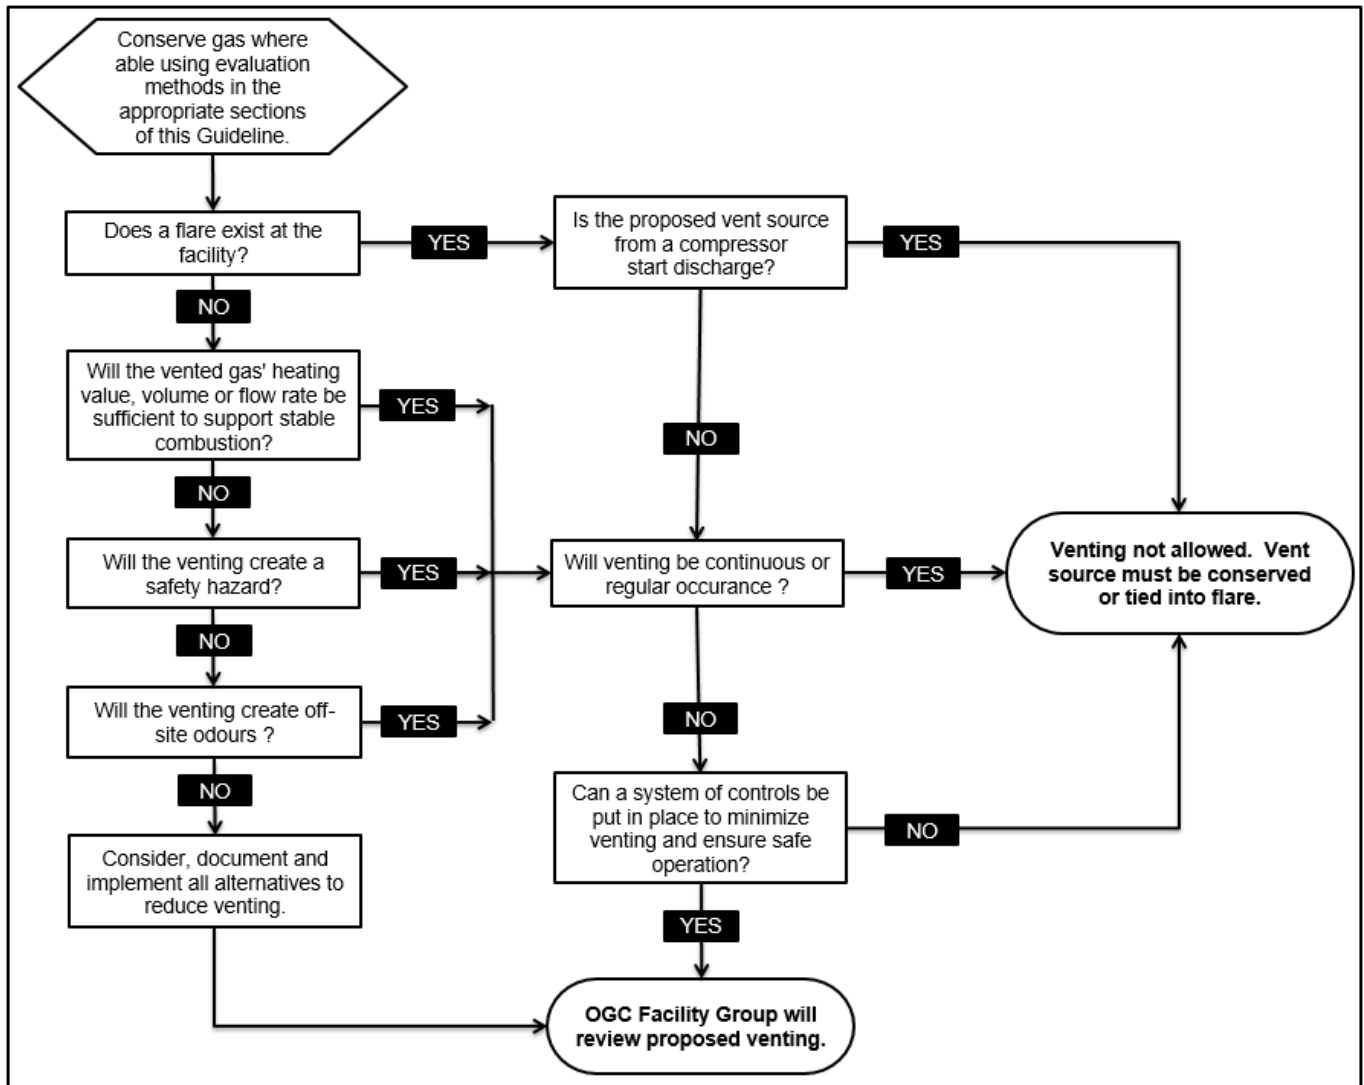 Conserve gas where
able using evaluation
methods in the
appropriate sections
of this Guideline.
Does a flare exist at the
facility?
YES
Is the proposed vent source
from a compressor
start discharge?
YES
NO
Will the vented gas' heating
value, volume or flow rate be
sufficient to support stable
combustion?
YES
NO
NO
Will the venting create a
safety hazard?
YES
Will venting be continuous or
regular occurance ?
YES
Venting not allowed.  Vent
source must be conserved
or tied into flare.
NO
Will the venting create off-
site odours ?
YES
NO
NO
Can a system of controls be
put in place to minimize
venting and ensure safe
operation?
NO
Consider, document and
implement all alternatives to
reduce venting.
YES
OGC Facility Group will
review proposed venting.